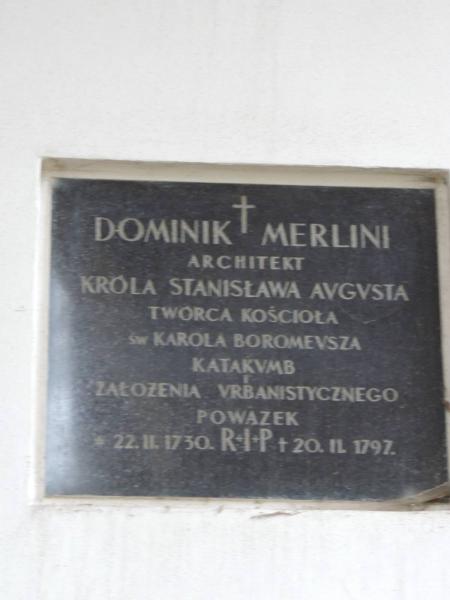 DOMINIK MERLINI
ARCHITEKT
KRÓLA STANISŁAWA AVGVSTA
TWÓRCA KOŚCIOŁA
ŚW KAROLA BOROMEVSZA
KATAKVMB
I
ZAŁOŻENIA VRBANISTYCZNEGO
POWĄZEK
* 22. II. 1730. R+I+P + 20. II. 1797.